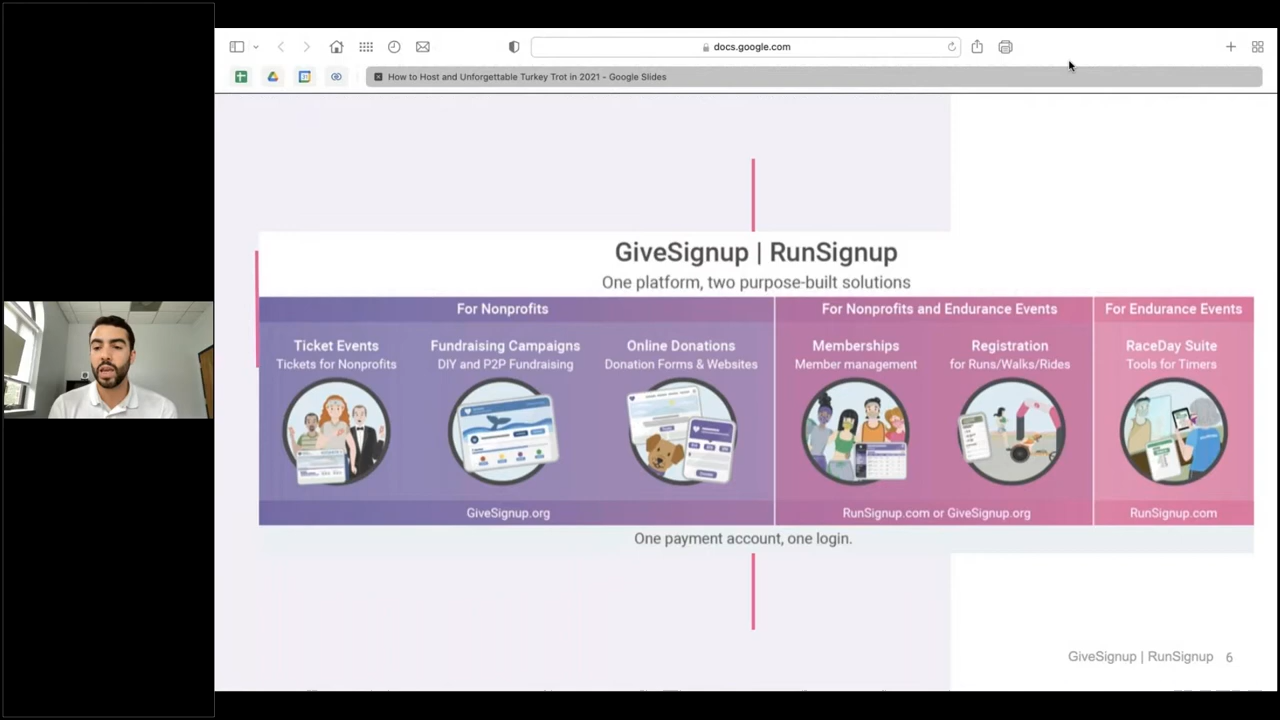 docs.google.com
How to Host and Unforgettable Turkey Trot in 2021 - Google Slides
GiveSignup | RunSignup
One platform, two purpose-built solutions
For Nonprofits
For Nonprofits and Endurance Events
For Endurance Events
Ticket Events
Tickets for Nonprofits
Fundraising Campaigns
DIY and P2P Fundraising
Online Donations
Donation Forms & Websites
Memberships
Member management
Registration
for Runs/Walks/Rides
RaceDay Suite
Tools for Timers
GiveSignup.org
RunSignup.com or GiveSignup.org
RunSignup.com
One payment account, one login.
GiveSignup | RunSignup 6